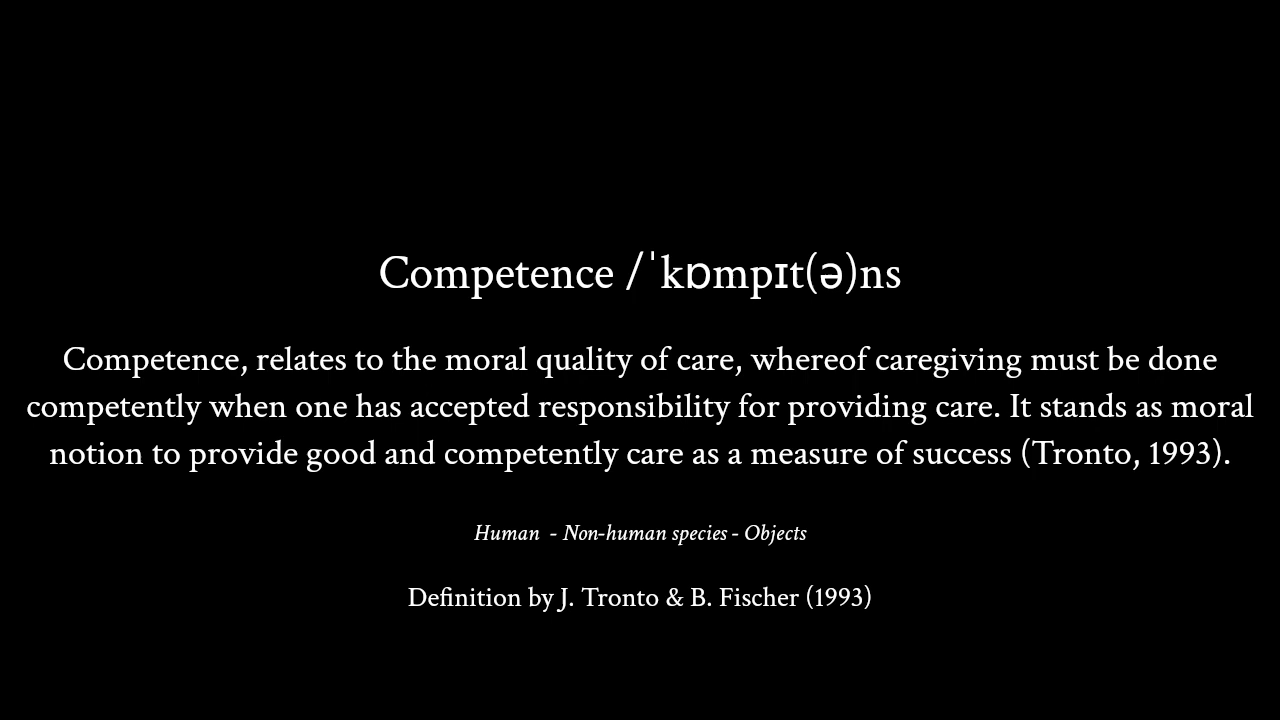 Competence /ˈkɒmpɪt(ə)ns
Competence, relates to the moral quality of care, whereof caregiving must be done
competently when one has accepted responsibility for providing care. It stands as moral
notion to provide good and competently care as a measure of success (Tronto, 1993).
Human - Non-human species - Objects
Definition by J. Tronto & B. Fischer (1993)